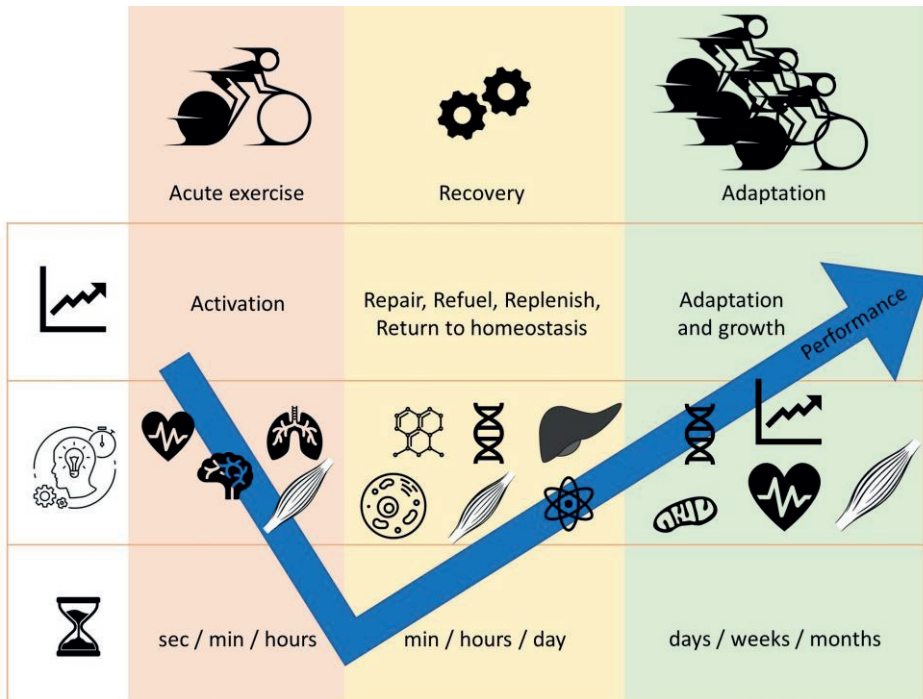 Acute exercise
Recovery
Adaptation
Activation
Repair, Refuel, Replenish,
Return to homeostasis
Adaptation
and growth
Performance
sec / min / hours
min / hours / day
days / weeks / months